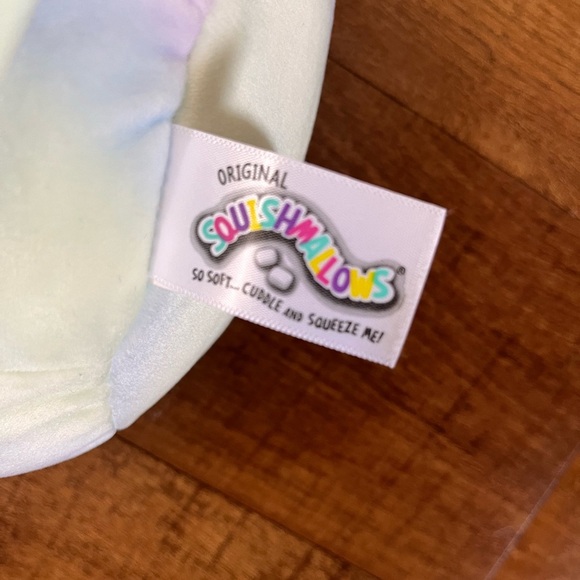 ORIGINAL
SQUISHMALLOWS®
SO SOFT... CUDDLE AND SQUEEZE ME!